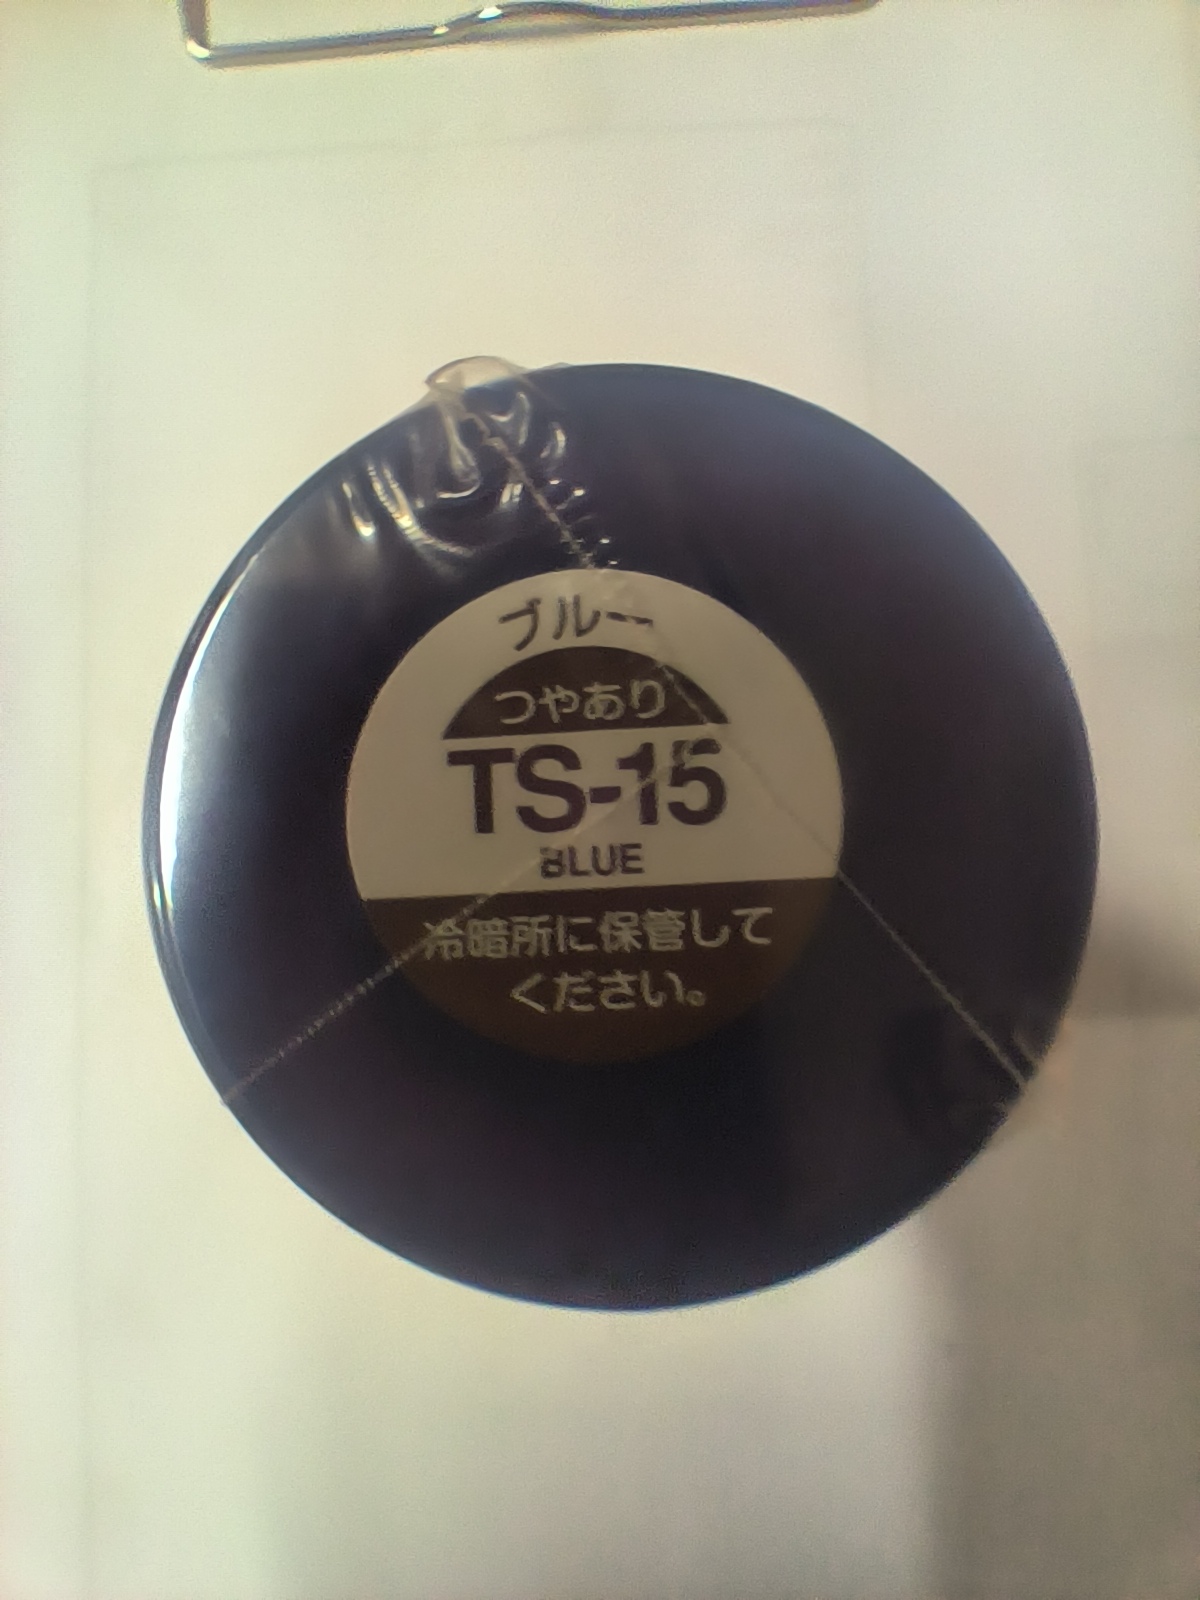 ブルー
つやあり
TS-15
BLUE
冷暗所に保管して
ください。